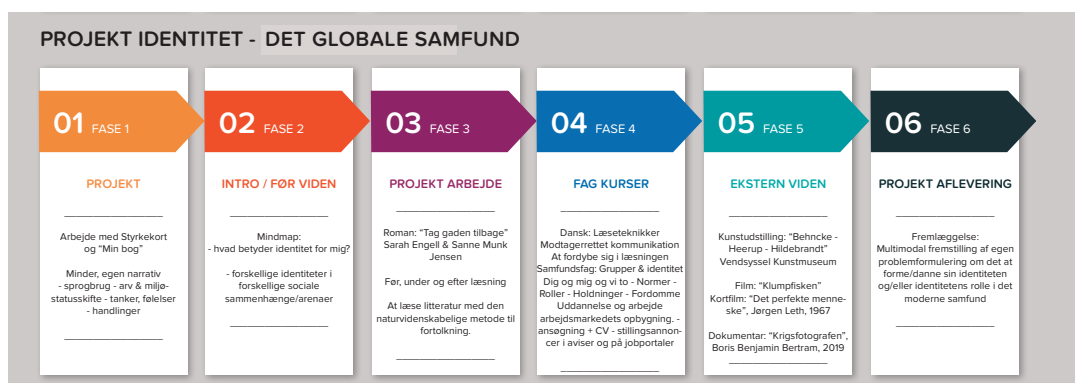 PROJEKT IDENTITET - DET GLOBALE SAMFUND
01 FASE 1
PROJEKT
Arbejde med Styrkekort
og "Min bog"
Minder, egen narrativ
- sprogbrug - arv & miljø-
statusskifte - tanker, følelser
- handlinger
02 FASE 2
INTRO / FØR VIDEN
Mindmap:
- hvad betyder identitet for mig?
- forskellige identiteter i
forskellige sociale
sammenhænge/arenaer
03 FASE 3
PROJEKT ARBEJDE
Roman: "Tag gaden tilbage"
Sarah Engell & Sanne Munk
Jensen
Før, under og efter læsning
At læse litteratur med den
naturvidenskabelige metode til
fortolkning.
04 FASE 4
FAG KURSER
Dansk: Læseteknikker
Modtagerrettet kommunikation
At fordybe sig i læsningen
Samfundsfag: Grupper & identitet
Dig og mig og vi to - Normer -
Roller - Holdninger - Fordomme
Uddannelse og arbejde
arbejdsmarkedets opbygning. -
ansøgning + CV - stillingsannon-
cer i aviser og på jobportaler
05 FASE 5
EKSTERN VIDEN
Kunstudstilling: "Behncke -
Heerup - Hildebrandt"
Vendsyssel Kunstmuseum
Film: "Klumpfisken"
Kortfilm: "Det perfekte menne-
ske", Jørgen Leth, 1967
Dokumentar: "Krigsfotografen",
Boris Benjamin Bertram, 2019
06 FASE 6
PROJEKT AFLEVERING
Fremlæggelse:
Multimodal fremstilling af egen
problemformulering om det at
forme/danne sin identiteten
og/eller identitetens rolle i det
moderne samfund